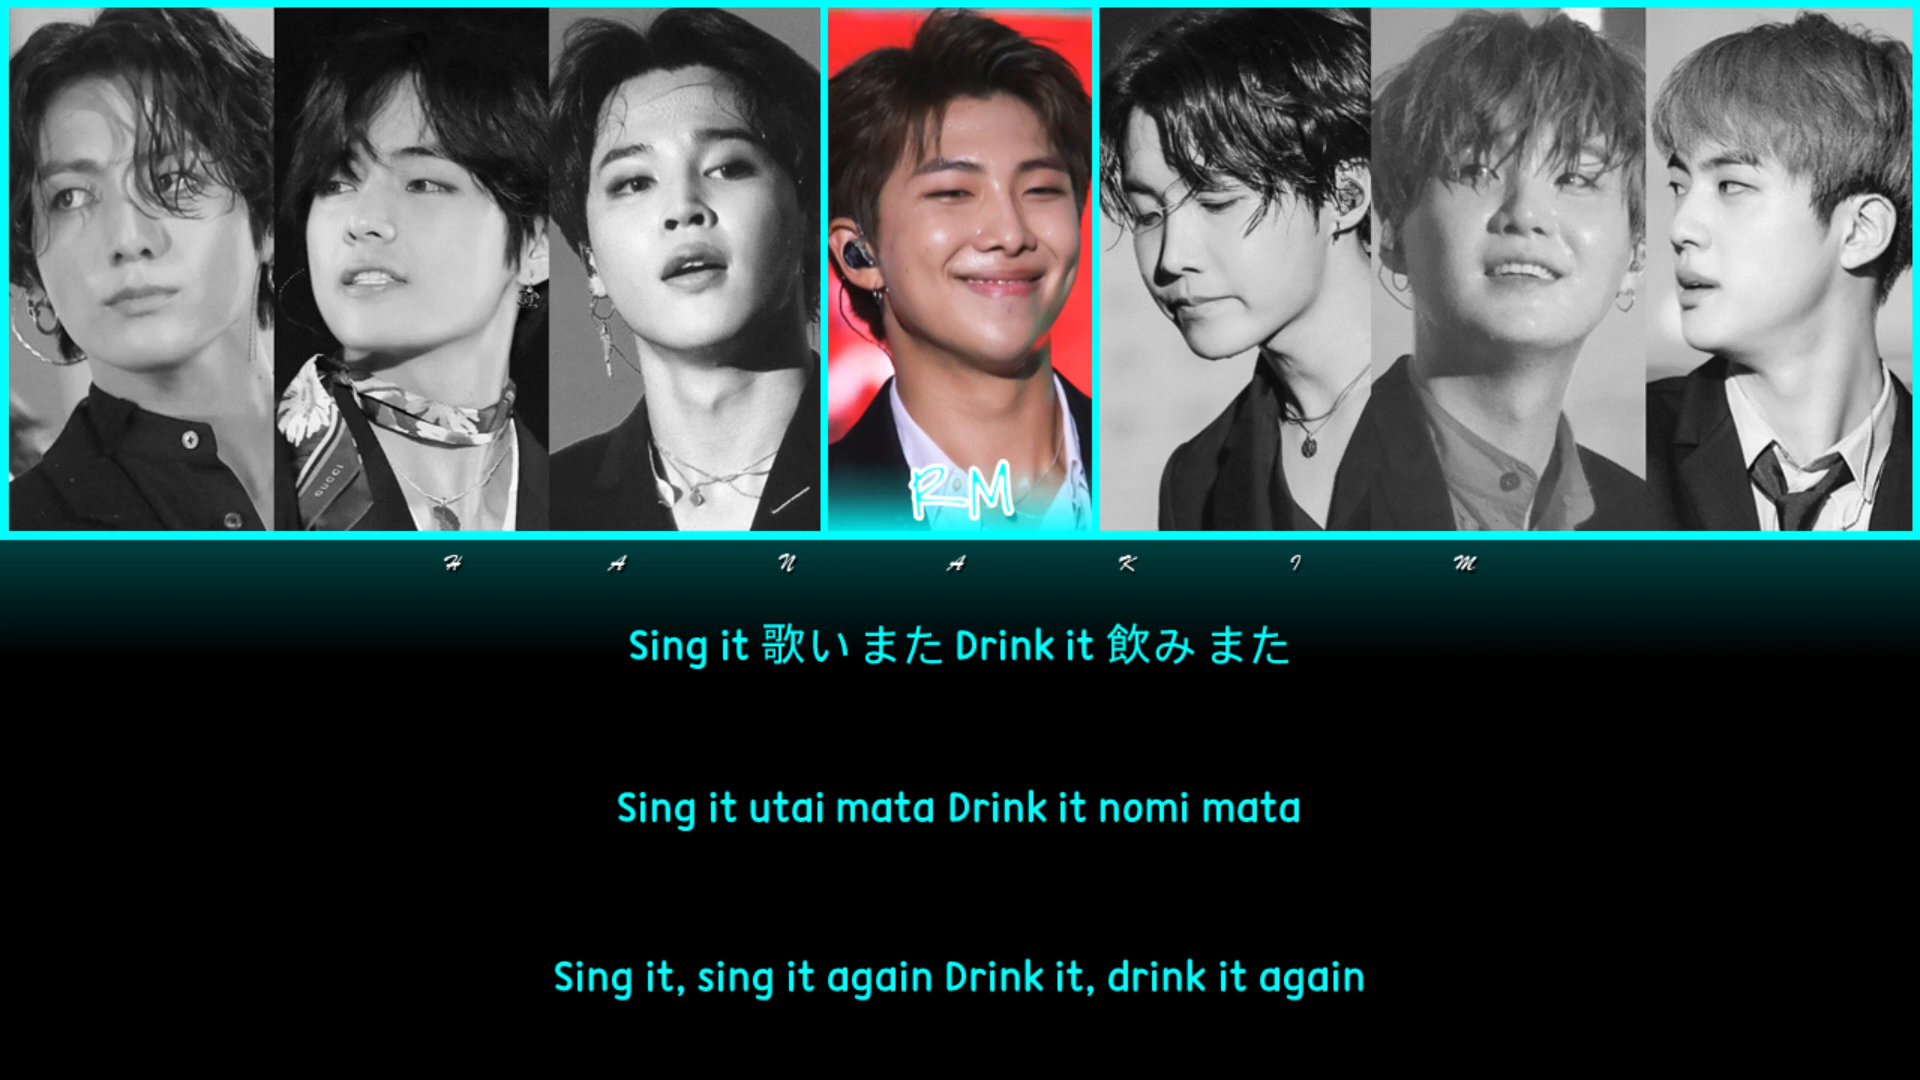 GUCCI
RM
H A N A K I M
Sing it 歌い また Drink it 飲み また
Sing it utai mata Drink it nomi mata
Sing it, sing it again Drink it, drink it again